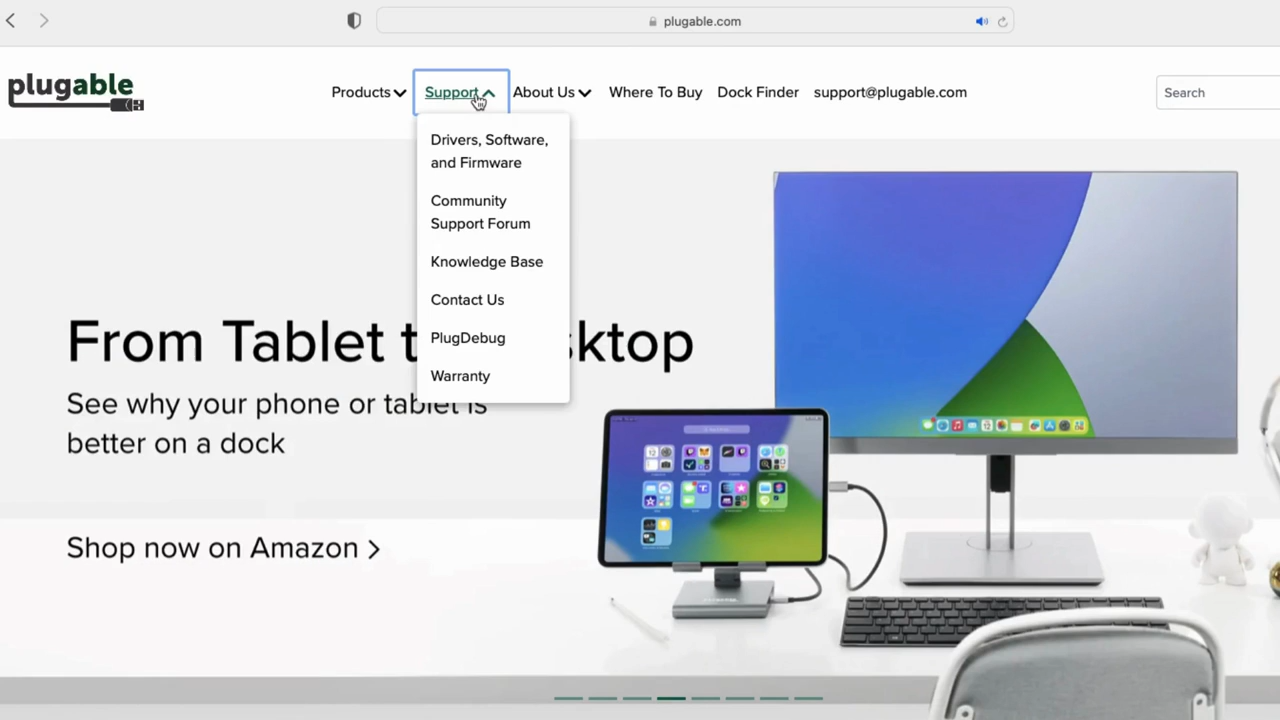 plugable.com
plugable
Products
Support
About Us
Where To Buy
Dock Finder
support@plugable.com
Search
Drivers, Software,
and Firmware
Community
Support Forum
Knowledge Base
Contact Us
PlugDebug
Warranty
From Tablet t
sktop
See why your phone or tablet is
better on a dock
Shop now on Amazon